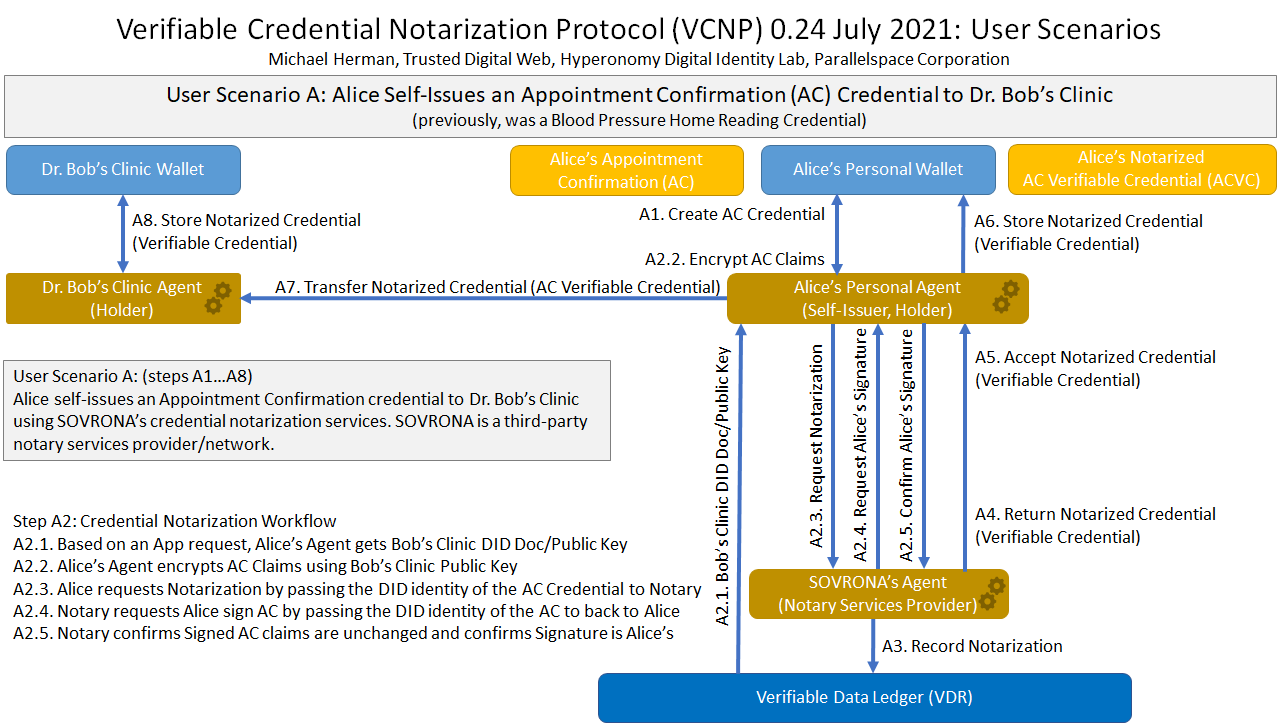 Verifiable Credential Notarization Protocol (VCNP) 0.24 July 2021: User Scenarios
Michael Herman, Trusted Digital Web, Hyperonomy Digital Identity Lab, Parallelspace Corporation
User Scenario A: Alice Self-Issues an Appointment Confirmation (AC) Credential to Dr. Bob’s Clinic
(previously, was a Blood Pressure Home Reading Credential)
Dr. Bob’s Clinic Wallet
Alice’s Appointment
Confirmation (AC)
Alice’s Personal Wallet
Alice’s Notarized
AC Verifiable Credential (ACVC)
A8. Store Notarized Credential
(Verifiable Credential)
A1. Create AC Credential
A2.2. Encrypt AC Claims
A6. Store Notarized Credential
(Verifiable Credential)
Dr. Bob’s Clinic Agent
(Holder)
A7. Transfer Notarized Credential (AC Verifiable Credential)
Alice’s Personal Agent
(Self-Issuer, Holder)
User Scenario A: (steps A1…A8)
Alice self-issues an Appointment Confirmation credential to Dr. Bob’s Clinic
using SOVRONA’s credential notarization services. SOVRONA is a third-party
notary services provider/network.
A2.1. Bob’s Clinic DID Doc/Public Key
A2.3. Request Notarization
A2.4. Request Alice’s Signature
A2.5. Confirm Alice’s Signature
A5. Accept Notarized Credential
(Verifiable Credential)
A4. Return Notarized Credential
(Verifiable Credential)
Step A2: Credential Notarization Workflow
A2.1. Based on an App request, Alice’s Agent gets Bob’s Clinic DID Doc/Public Key
A2.2. Alice’s Agent encrypts AC Claims using Bob’s Clinic Public Key
A2.3. Alice requests Notarization by passing the DID identity of the AC Credential to Notary
A2.4. Notary requests Alice sign AC by passing the DID identity of the AC to back to Alice
A2.5. Notary confirms Signed AC claims are unchanged and confirms Signature is Alice’s
SOVRONA’s Agent
(Notary Services Provider)
A3. Record Notarization
Verifiable Data Ledger (VDR)